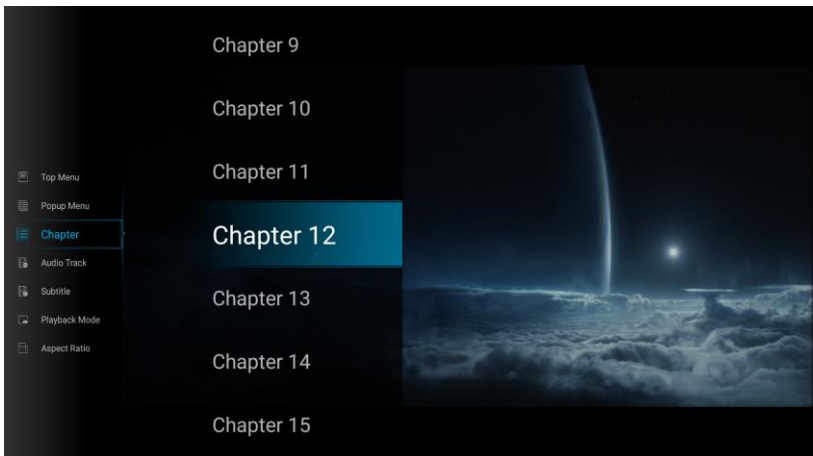 Top Menu
Popup Menu
Chapter
Audio Track
Subtitle
Playback Mode
Aspect Ratio
Chapter 9
Chapter 10
Chapter 11
Chapter 12
Chapter 13
Chapter 14
Chapter 15